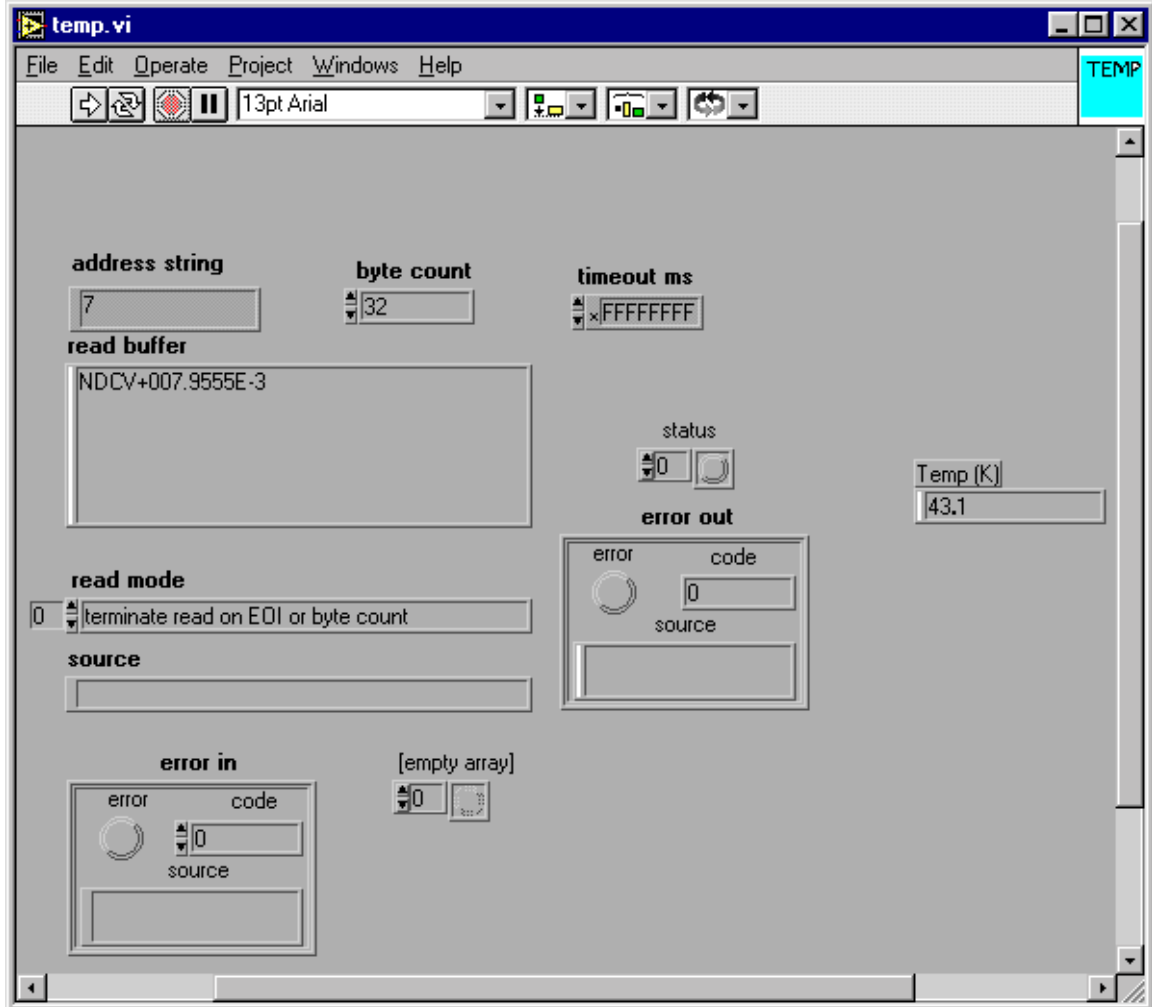 temp.vi
File Edit Operate Project Windows Help
TEMP
13pt Arial
address string
byte count
timeout ms
7
32
×FFFFFFFF
read buffer
NDCV+007.9555E-3
status
0
Temp (K)
43.1
error out
error
code
0
source
read mode
0
terminate read on EOI or byte count
source
error in
[empty array]
error
code
0
0
source